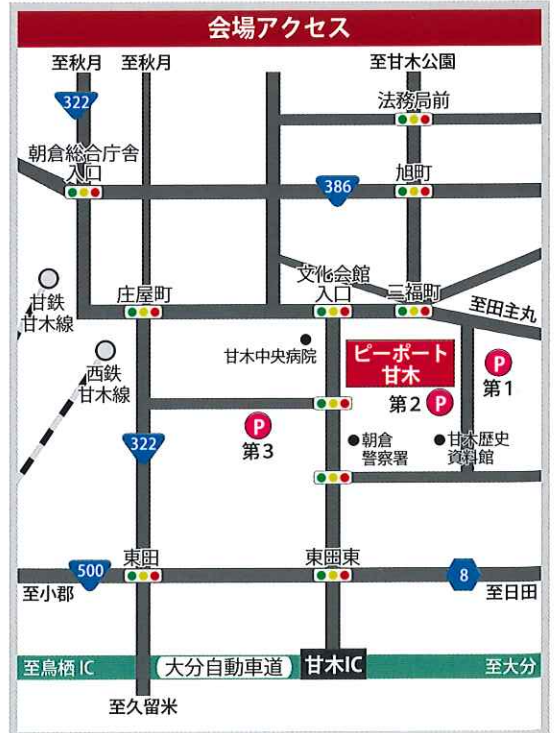 会場アクセス
至秋月
至秋月
至甘木公園
322
法務局前
朝倉総合庁舎
入口
386
旭町
文化会館
入口
三福町
至田主丸
庄屋町
甘鉄
甘木線
西鉄
甘木線
甘木中央病院
ピーポート
甘木
P
第1
第2 P
P
第3
朝倉
警察署
甘木歴史
資料館
322
500
東田
東田東
8
至小郡
至日田
至鳥栖 IC
大分自動車道
甘木IC
至大分
至久留米